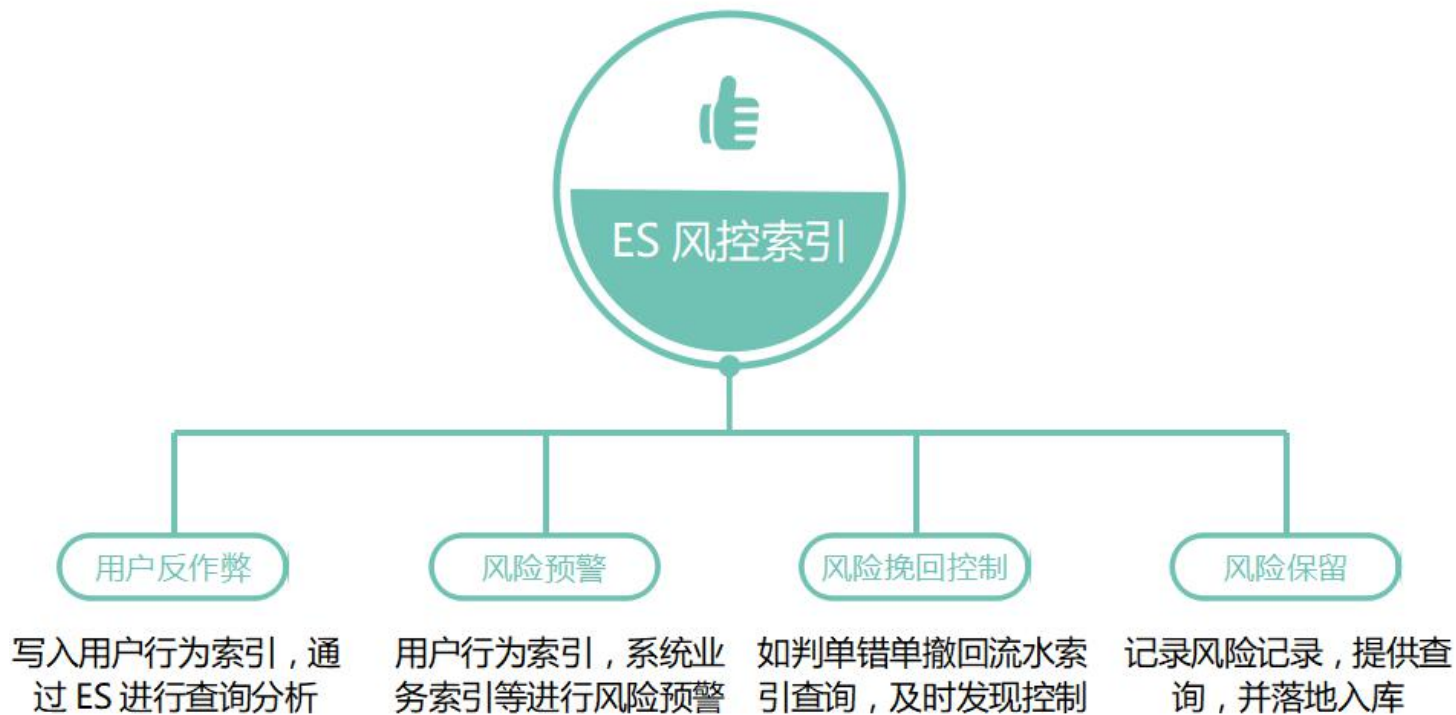 ES 风控索引
用户反作弊
风险预警
风险挽回控制
风险保留
写入用户行为索引，通
过 ES 进行查询分析
用户行为索引，系统业
务索引等进行风险预警
如判单错单撤回流水索
引查询，及时发现控制
记录风险记录，提供查
询，并落地入库